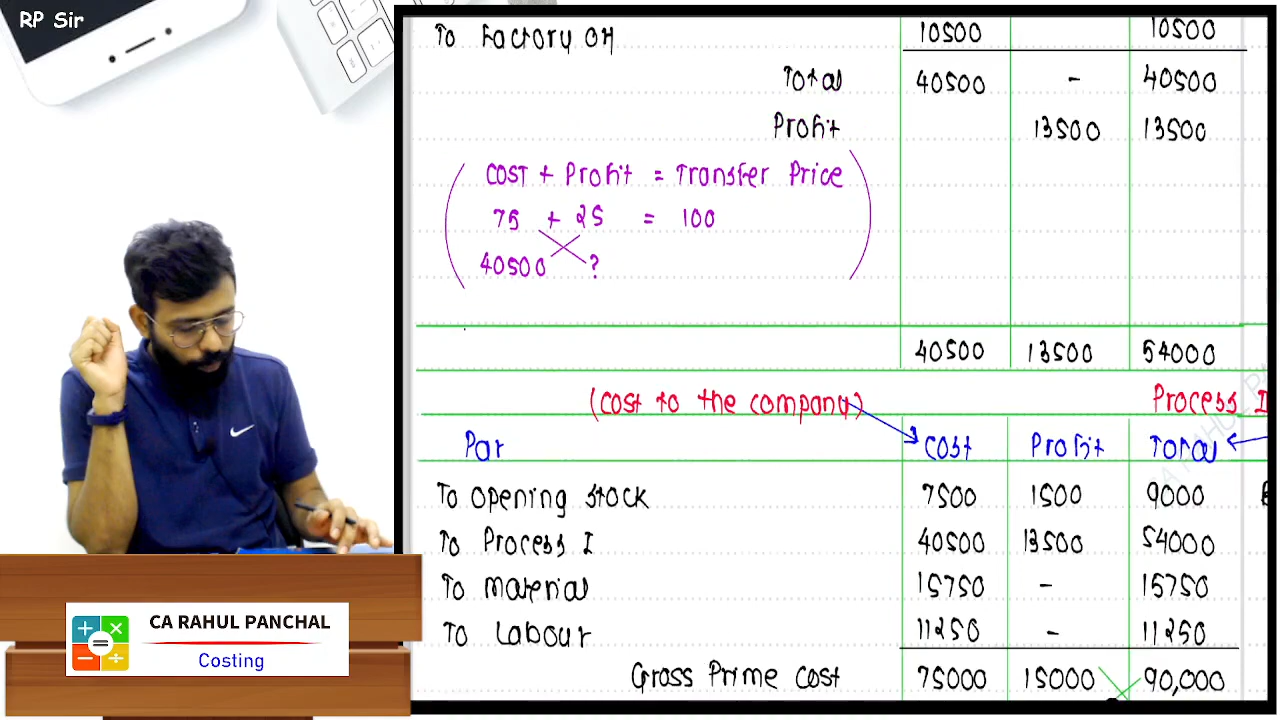 RP Sir
To Factory OH 10500 10500
Total 40500 - 40500
Profit 13500 13500
COST + Profit = Transfer Price
75 + 25 = 100
40500 ?
40500 13500 54000
(Cost to the company) Process I
Par Cost Profit Total
To Opening Stock 7500 1500 9000
To Process I 40500 13500 54000
To Material 15750 - 15750
To Labour 11250 - 11250
Gross Prime Cost 75000 15000 90,000
CA RAHUL PANCHAL
Costing